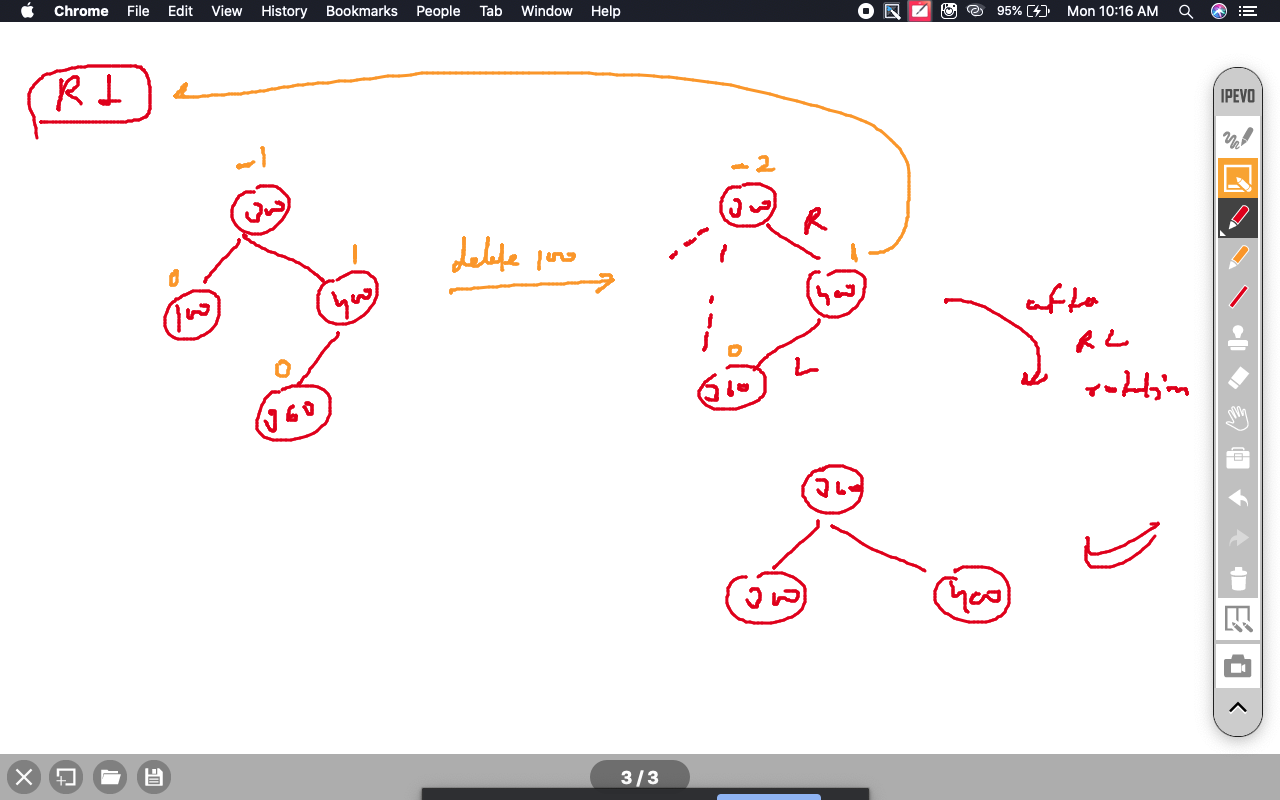 Chrome File Edit View History Bookmarks People Tab Window Help
95%
Mon 10:16 AM
IPEVO
R 1
-1
300
0
100
1
400
0
360
delete 100
-2
300
R
1
400
L
0
360
after
RL
rotation
360
300
400
3 / 3